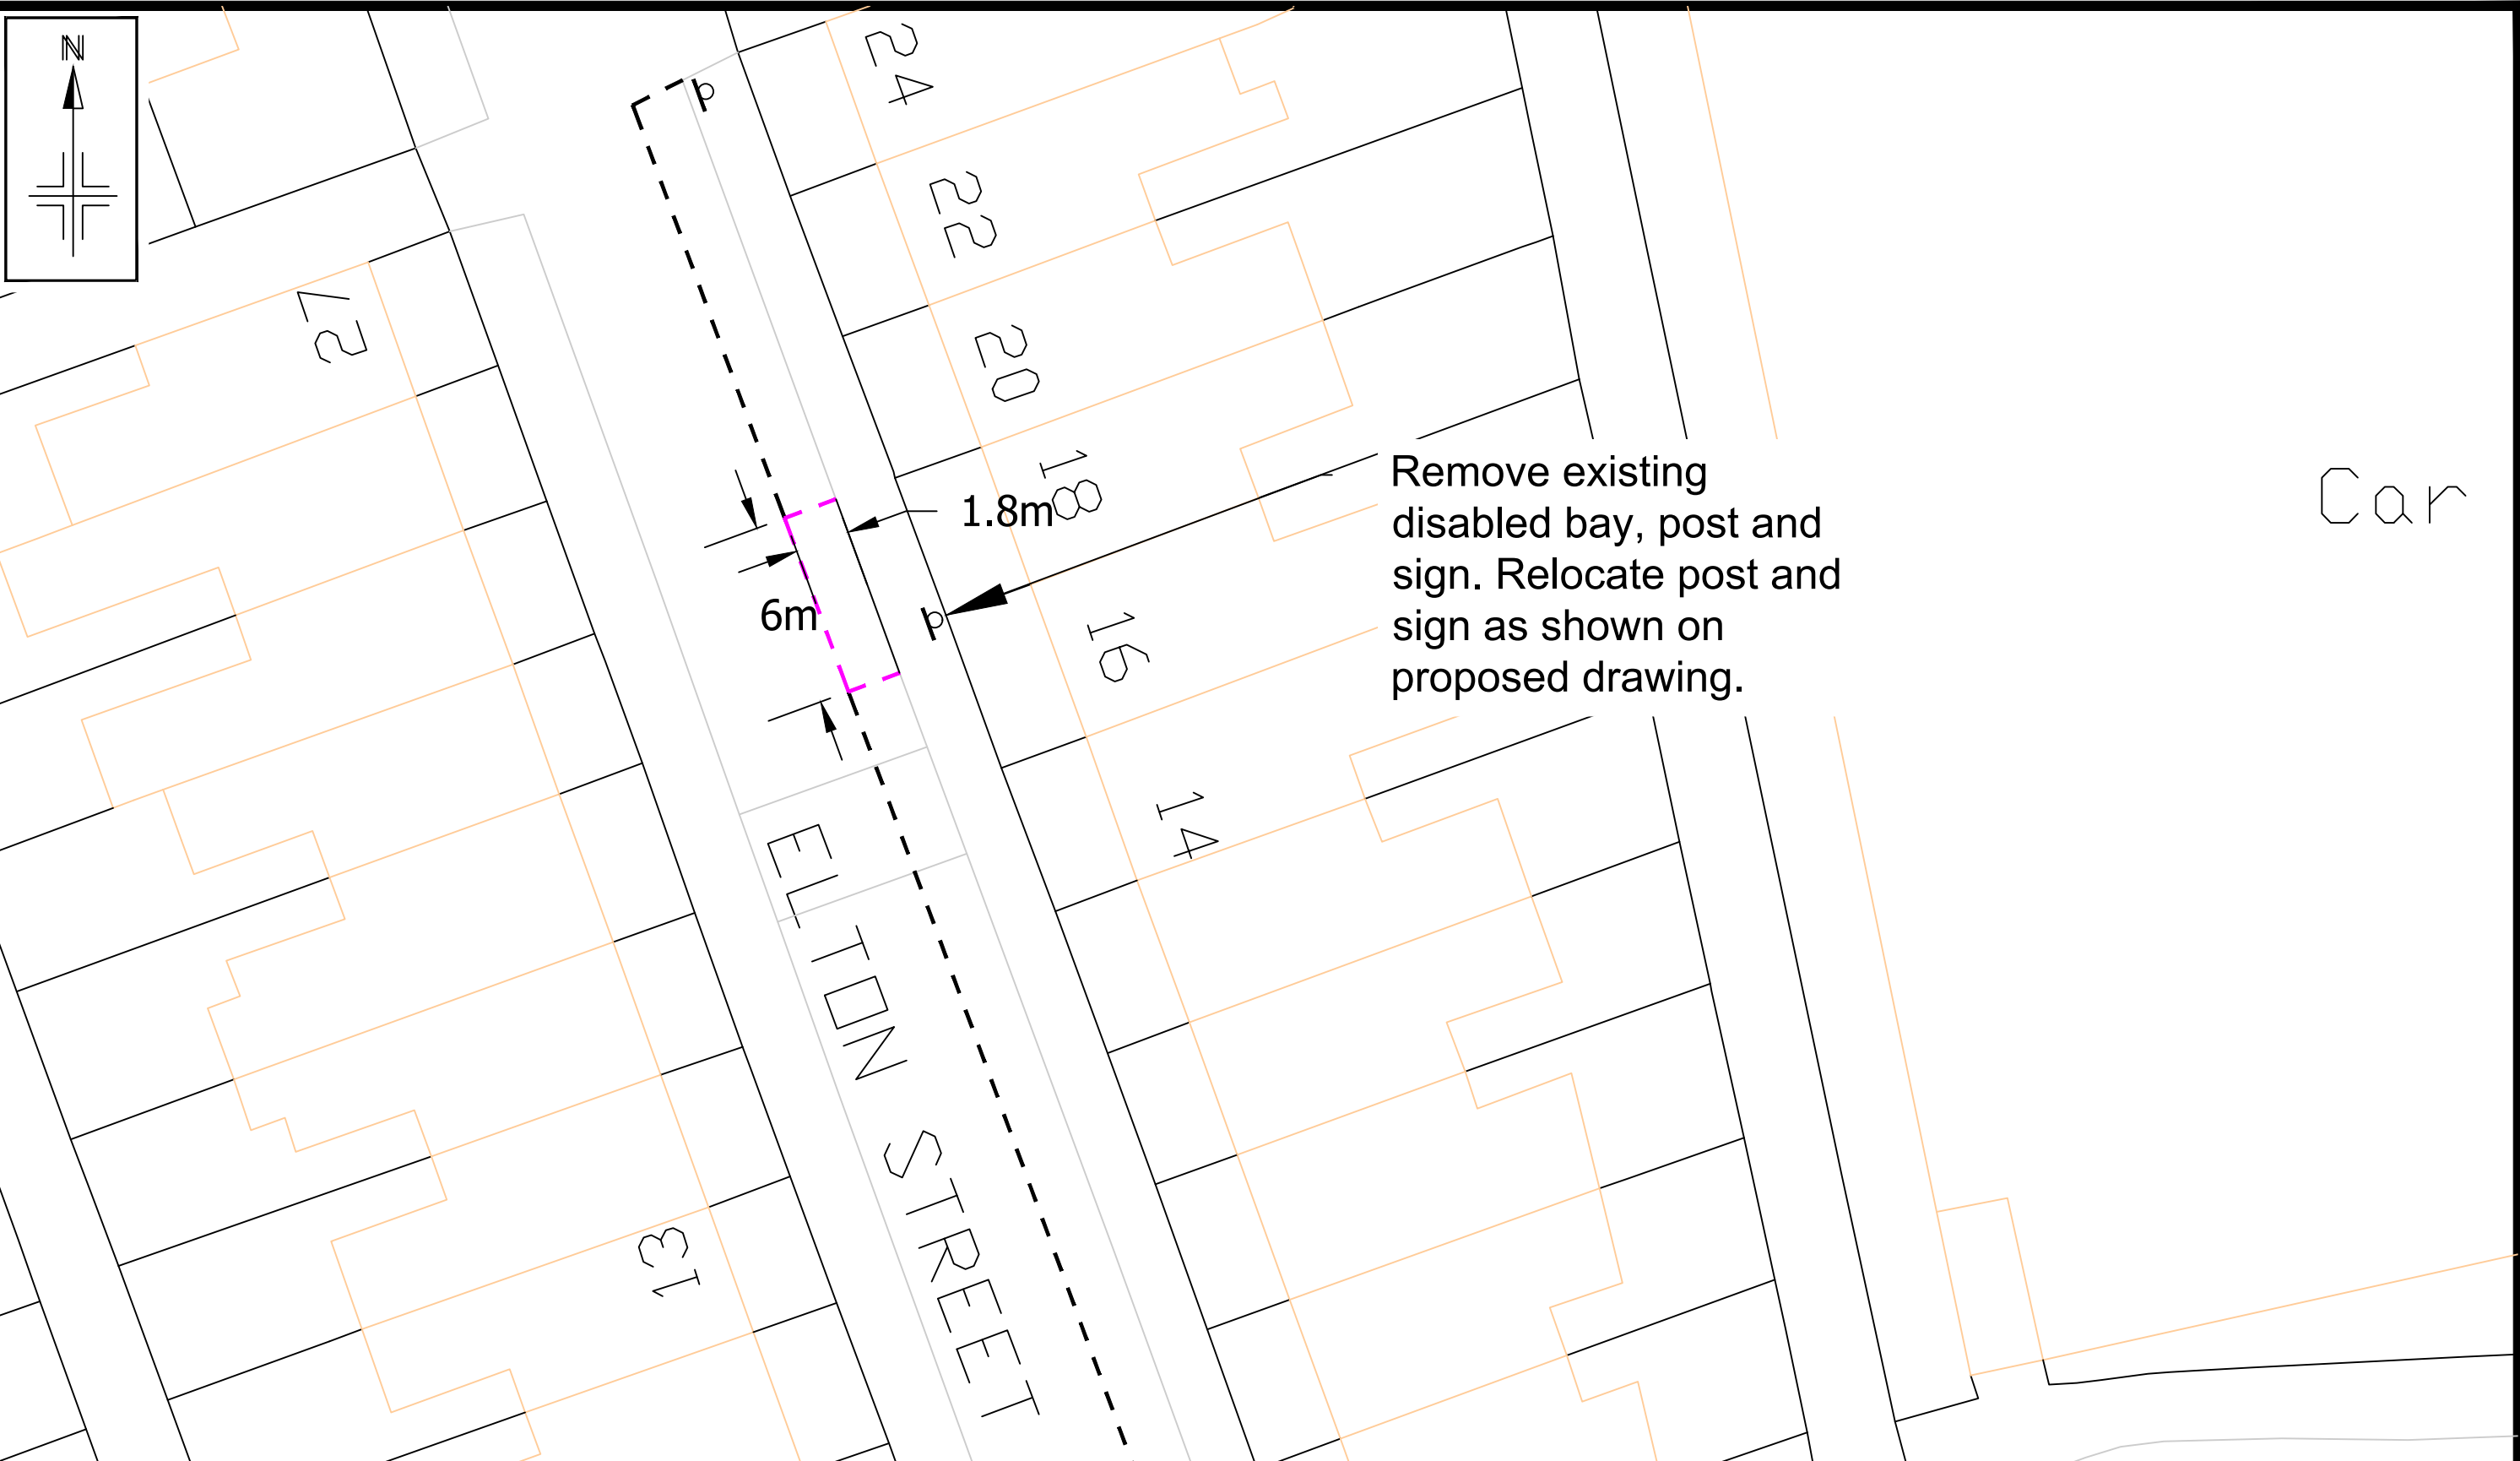 N
24
22
20
18
16
14
27
13
1.8m
6m
Remove existing
disabled bay, post and
sign. Relocate post and
sign as shown on
proposed drawing.
Car
ELTON STREET